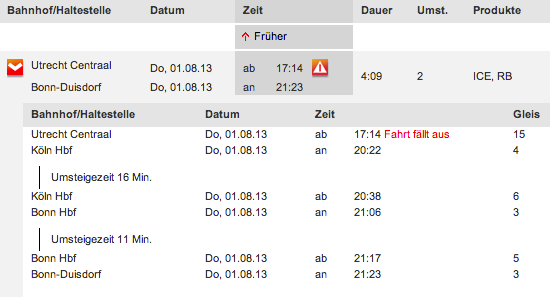 Bahnhof/Haltestelle Datum Zeit Dauer Umst. Produkte
Früher
Utrecht Centraal Do, 01.08.13 ab 17:14
4:09 2 ICE, RB
Bonn-Duisdorf Do, 01.08.13 an 21:23
Bahnhof/Haltestelle Datum Zeit Gleis
Utrecht Centraal Do, 01.08.13 ab 17:14 Fahrt fällt aus 15
Köln Hbf Do, 01.08.13 an 20:22 4
Umsteigezeit 16 Min.
Köln Hbf Do, 01.08.13 ab 20:38 6
Bonn Hbf Do, 01.08.13 an 21:06 3
Umsteigezeit 11 Min.
Bonn Hbf Do, 01.08.13 ab 21:17 5
Bonn-Duisdorf Do, 01.08.13 an 21:23 3